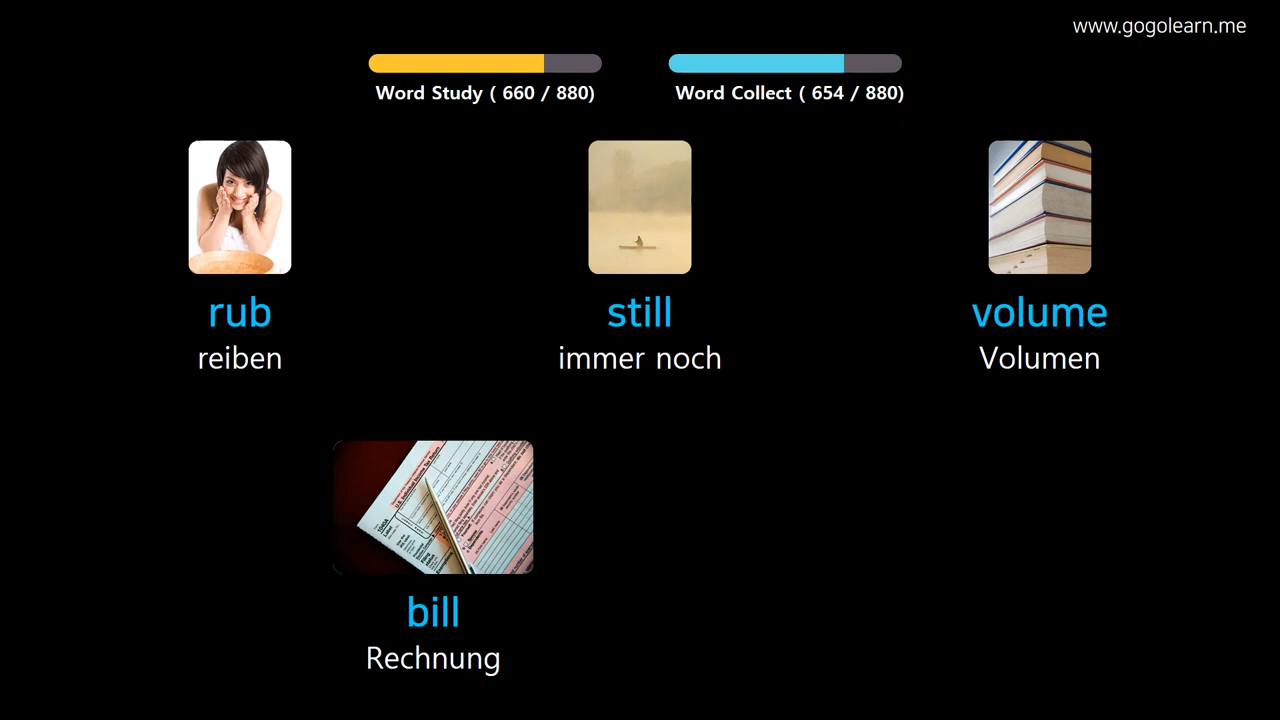 www.gogolearn.me
Word Study ( 660 / 880)
Word Collect ( 654 / 880)
rub
reiben
still
immer noch
volume
Volumen
bill
Rechnung